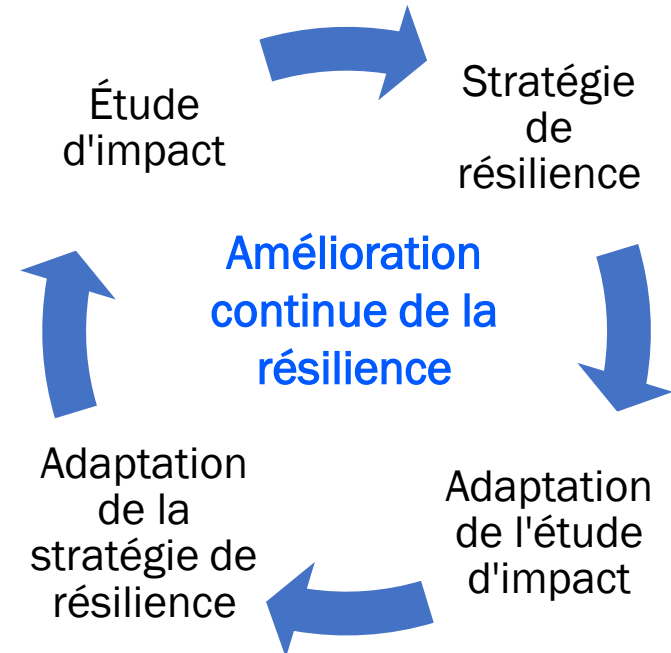 Étude
d'impact
Stratégie
de
résilience
Amélioration
continue de la
résilience
Adaptation
de l'étude
d'impact
Adaptation
de la
stratégie de
résilience